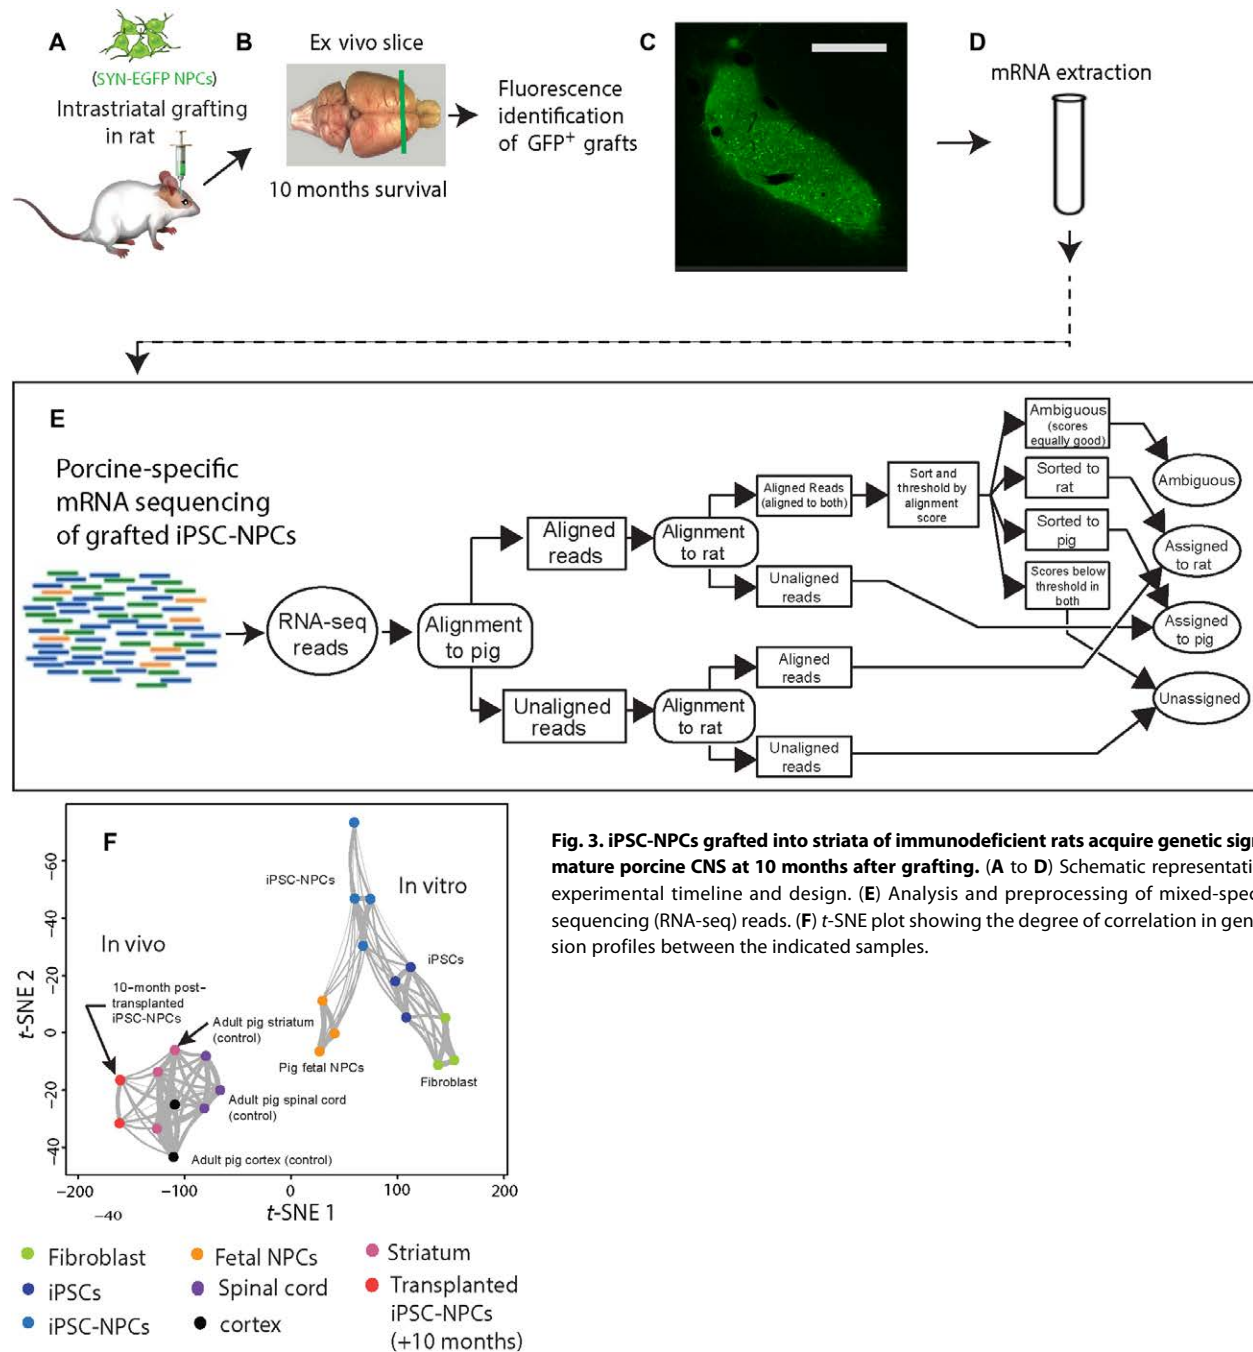 A
(SYN-EGFP NPCs)
Intrastriatal grafting
in rat
B
Ex vivo slice
10 months survival
Fluorescence
identification
of GFP+ grafts
C
D
mRNA extraction
E
Porcine-specific
mRNA sequencing
of grafted iPSC-NPCs
RNA-seq
reads
Alignment
to pig
Aligned
reads
Unaligned
reads
Alignment
to rat
Alignment
to rat
Aligned Reads
(aligned to both)
Unaligned
reads
Aligned
reads
Unaligned
reads
Sort and
threshold by
alignment
score
Ambiguous
(scores
equally good)
Sorted to
rat
Sorted to
pig
Scores below
threshold in
both
Ambiguous
Assigned
to rat
Assigned
to pig
Unassigned
F
iPSC-NPCs
In vitro
iPSCs
In vivo
10-month post-
transplanted
iPSC-NPCs
Adult pig striatum
(control)
Pig fetal NPCs
Fibroblast
Adult pig spinal cord
(control)
Adult pig cortex (control)
t-SNE 2
−60
−40
−20
0
−20
−40
−200
−100
0
100
200
−40
t-SNE 1
Fibroblast
iPSCs
iPSC-NPCs
Fetal NPCs
Spinal cord
cortex
Striatum
Transplanted
iPSC-NPCs
(+10 months)
Fig. 3. iPSC-NPCs grafted into striata of immunodeficient rats acquire genetic sign
mature porcine CNS at 10 months after grafting. (A to D) Schematic representati
experimental timeline and design. (E) Analysis and preprocessing of mixed-spec
sequencing (RNA-seq) reads. (F) t-SNE plot showing the degree of correlation in gen
sion profiles between the indicated samples.